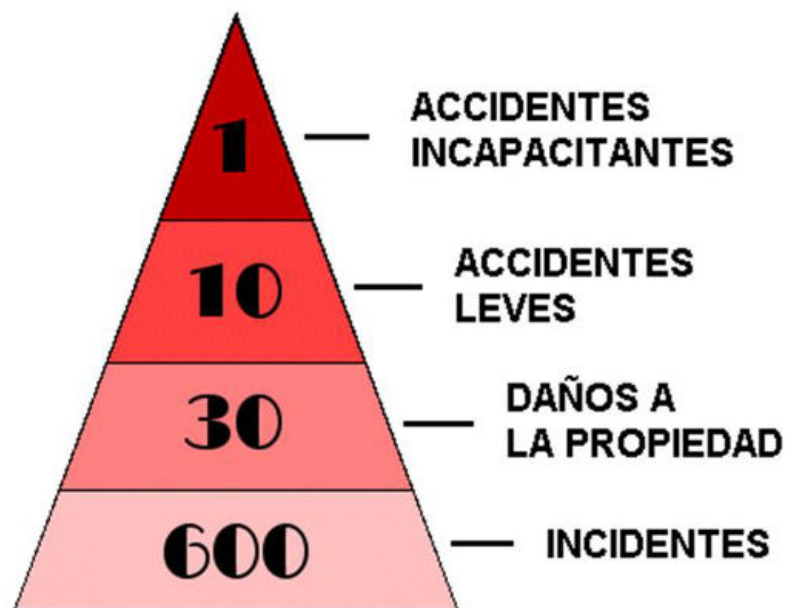 1
ACCIDENTES
INCAPACITANTES
10
ACCIDENTES
LEVES
30
DAÑOS A
LA PROPIEDAD
600
INCIDENTES